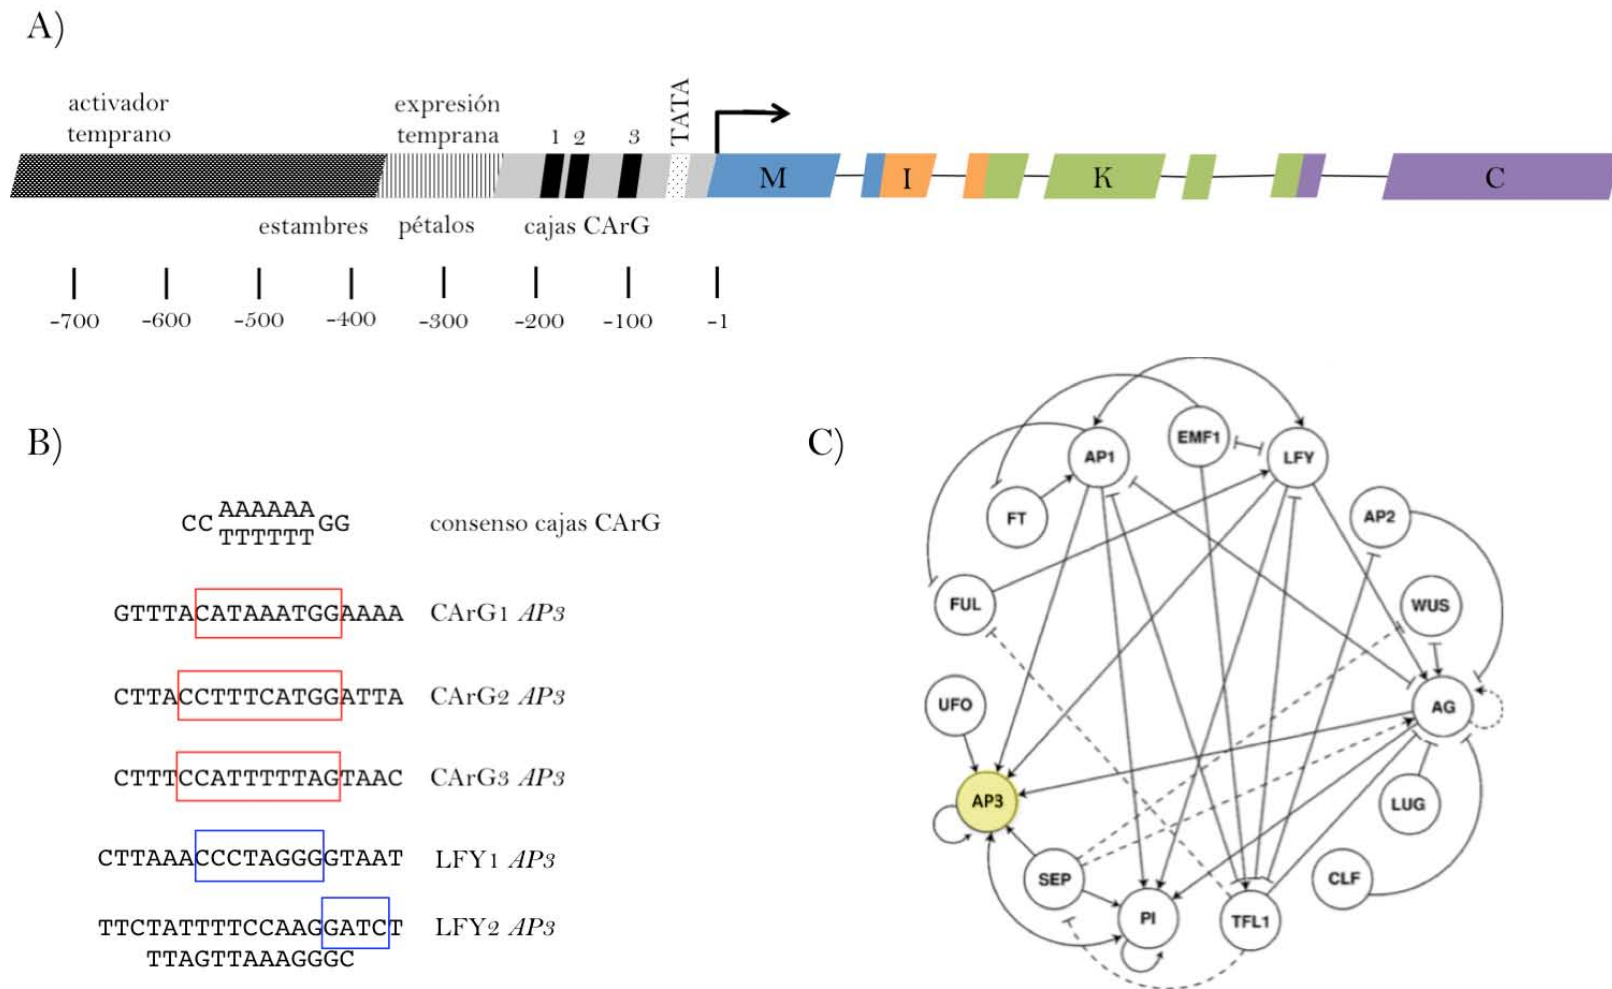 A)
activador
temprano
expresión
temprana
1 2 3
TATA
M I K C
estambres pétalos cajas CArG
-700 -600 -500 -400 -300 -200 -100 -1
B)
AAAAAA
CC GG consenso cajas CArG
TTTTTT
GTTTACATAAATGGAAAA CArG1 AP3
CTTACCTTTCATGGATTA CArG2 AP3
CTTTCCATTTTTAGTAAC CArG3 AP3
CTTAAACCCTAGGGGTAAT LFY1 AP3
TTCTATTTTCCAAGGATCT LFY2 AP3
TTAGTTAAAGGGC
C)
EMF1
AP1
LFY
FT
AP2
FUL
WUS
UFO
AG
AP3
LUG
SEP
CLF
PI
TFL1